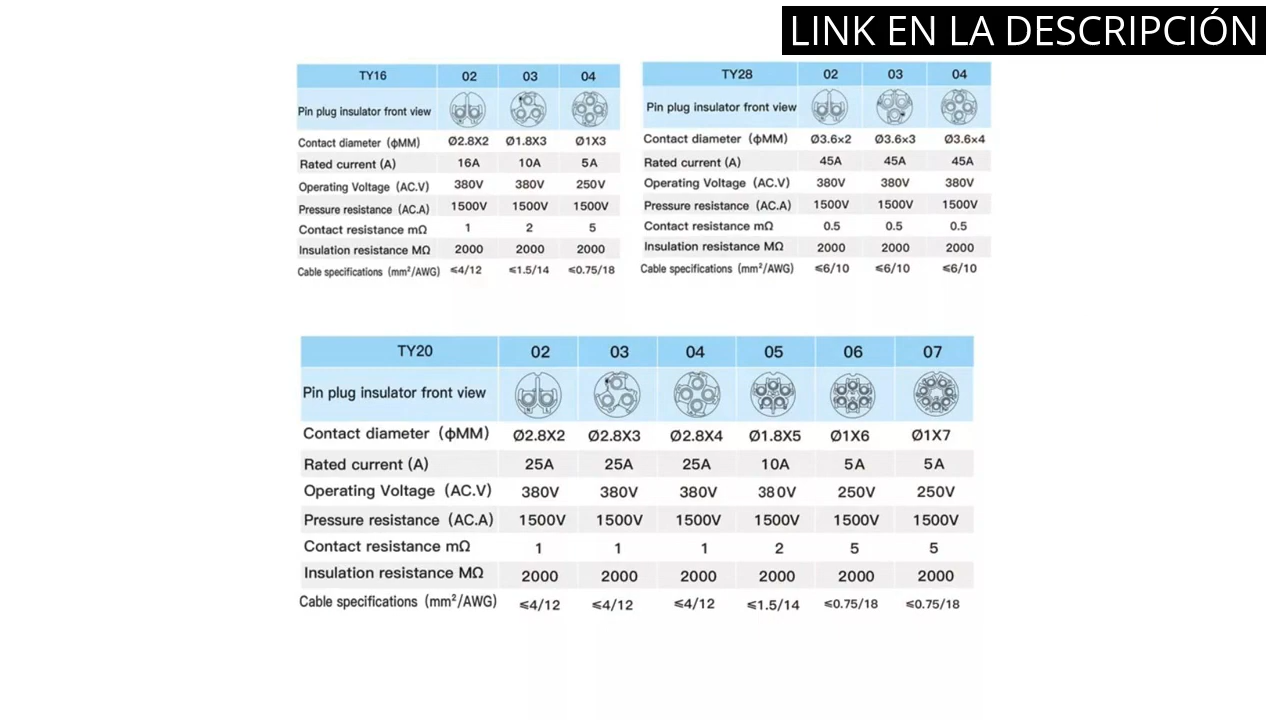 LINK EN LA DESCRIPCIÓN
TY16 02 03 04
Pin plug insulator front view
Contact diameter (ϕMM) Ø2.8X2 Ø1.8X3 Ø1X3
Rated current (A) 16A 10A 5A
Operating Voltage (AC.V) 380V 380V 250V
Pressure resistance (AC.A) 1500V 1500V 1500V
Contact resistance mΩ 1 2 5
Insulation resistance MΩ 2000 2000 2000
Cable specifications (mm²/AWG) ≤4/12 ≤1.5/14 ≤0.75/18
TY28 02 03 04
Pin plug insulator front view
Contact diameter (ϕMM) Ø3.6×2 Ø3.6×3 Ø3.6×4
Rated current (A) 45A 45A 45A
Operating Voltage (AC.V) 380V 380V 380V
Pressure resistance (AC.A) 1500V 1500V 1500V
Contact resistance mΩ 0.5 0.5 0.5
Insulation resistance MΩ 2000 2000 2000
Cable specifications (mm²/AWG) ≤6/10 ≤6/10 ≤6/10
TY20 02 03 04 05 06 07
Pin plug insulator front view
Contact diameter (ϕMM) Ø2.8X2 Ø2.8X3 Ø2.8X4 Ø1.8X5 Ø1X6 Ø1X7
Rated current (A) 25A 25A 25A 10A 5A 5A
Operating Voltage (AC.V) 380V 380V 380V 380V 250V 250V
Pressure resistance (AC.A) 1500V 1500V 1500V 1500V 1500V 1500V
Contact resistance mΩ 1 1 1 2 5 5
Insulation resistance MΩ 2000 2000 2000 2000 2000 2000
Cable specifications (mm²/AWG) ≤4/12 ≤4/12 ≤4/12 ≤1.5/14 ≤0.75/18 ≤0.75/18